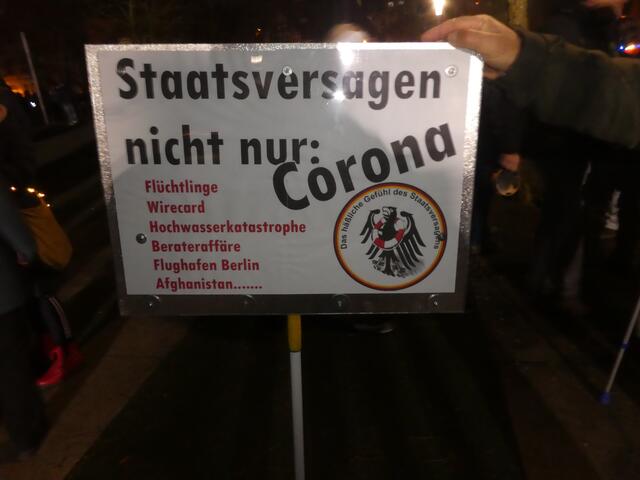 Staatsversagen
nicht nur:
Corona
Flüchtlinge
Wirecard
Hochwasserkatastrophe
Berateraffäre
Flughafen Berlin
Afghanistan.......
Das häßliche Gefühl des Staatsversagens